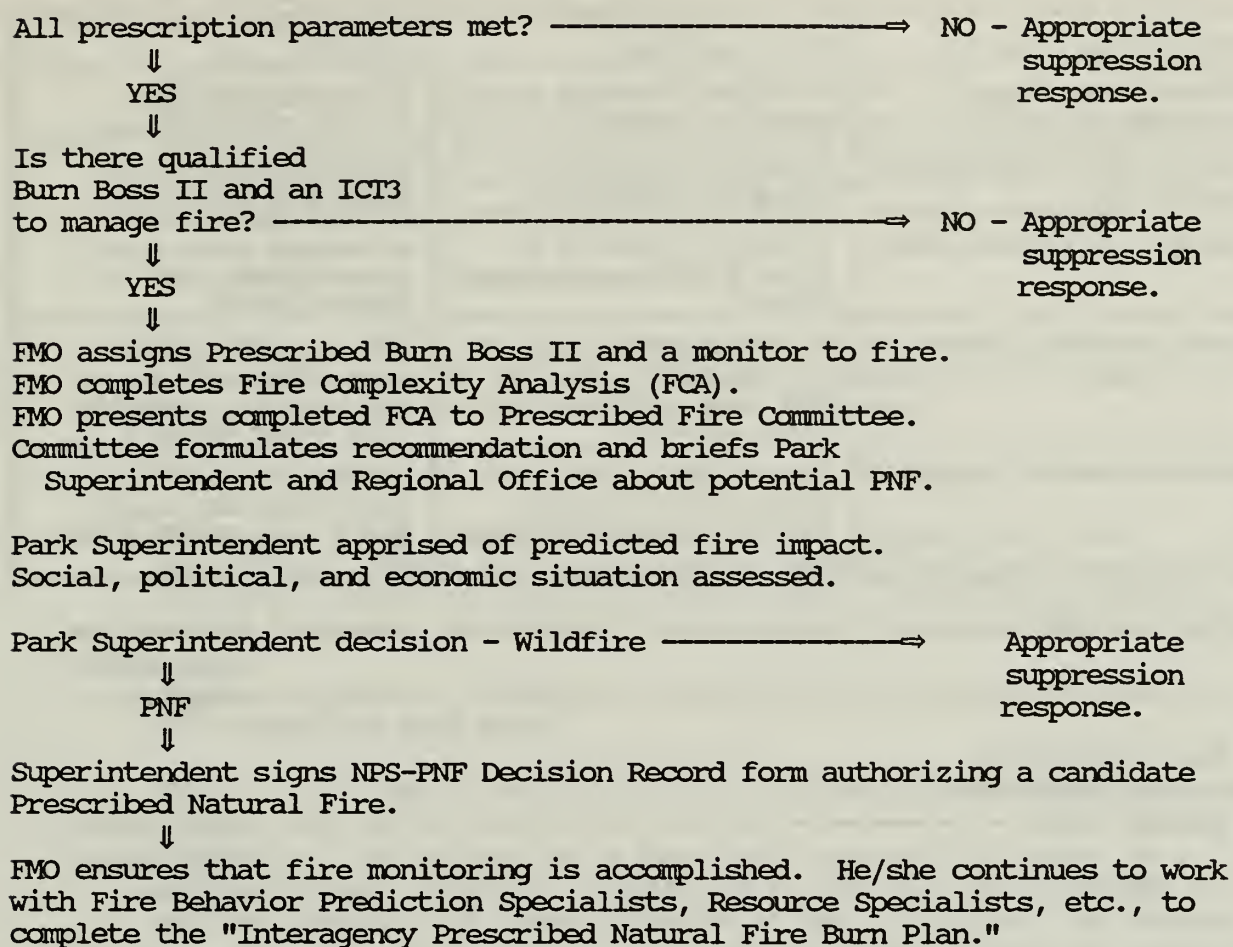 All prescription parameters met? ⇒ NO - Appropriate
⇓ suppression
YES response.
⇓
Is there qualified
Burn Boss II and an ICT3
to manage fire? ⇒ NO - Appropriate
⇓ suppression
YES response.
⇓
FMO assigns Prescribed Burn Boss II and a monitor to fire.
FMO completes Fire Complexity Analysis (FCA).
FMO presents completed FCA to Prescribed Fire Committee.
Committee formulates recommendation and briefs Park
Superintendent and Regional Office about potential PNF.
Park Superintendent apprised of predicted fire impact.
Social, political, and economic situation assessed.
Park Superintendent decision - Wildfire ⇒ Appropriate
⇓ suppression
PNF response.
⇓
Superintendent signs NPS-PNF Decision Record form authorizing a candidate
Prescribed Natural Fire.
⇓
FMO ensures that fire monitoring is accomplished. He/she continues to work
with Fire Behavior Prediction Specialists, Resource Specialists, etc., to
complete the "Interagency Prescribed Natural Fire Burn Plan."